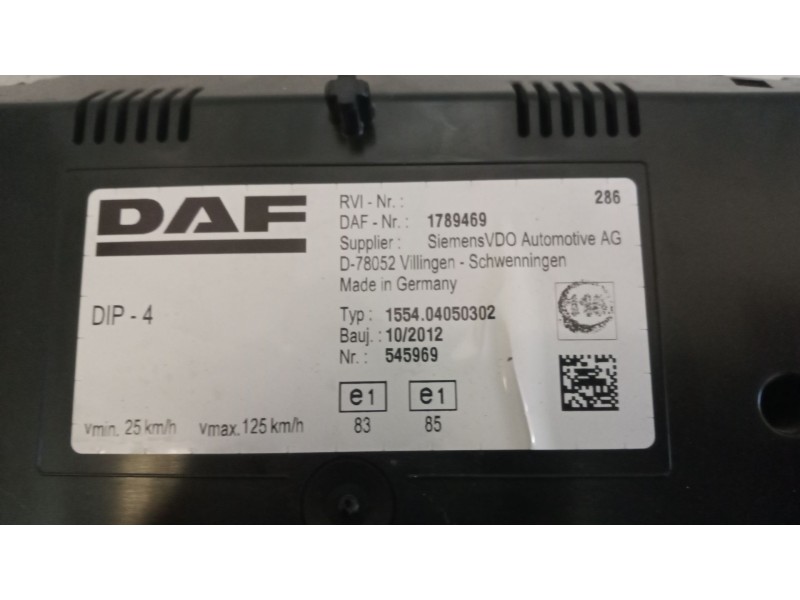 DAF
RVI - Nr. : 286
DAF - Nr. : 1789469
Supplier : SiemensVDO Automotive AG
D-78052 Villingen - Schwenningen
Made in Germany
DIP - 4
Typ : 1554.04050302
Bauj. : 10/2012
Nr. : 545969
e1 e1
vmin. 25 km/h vmax. 125 km/h 83 85